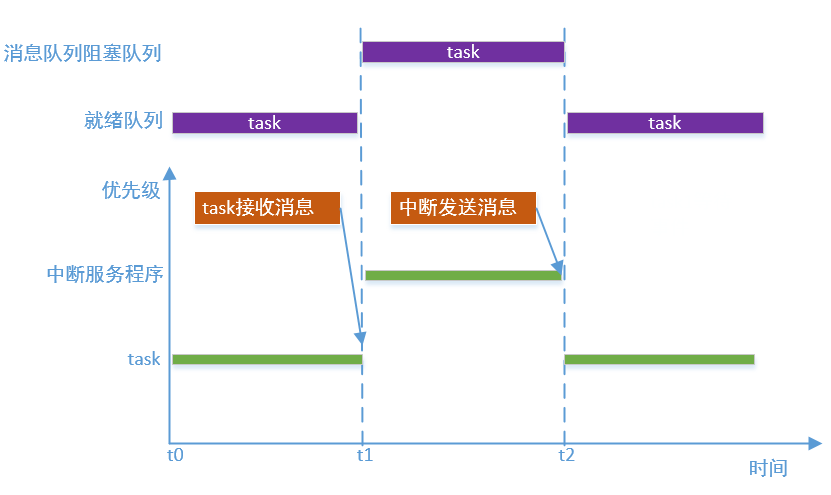 消息队列阻塞队列
task
就绪队列
task
task
优先级
task接收消息
中断发送消息
中断服务程序
task
t0
t1
t2
时间